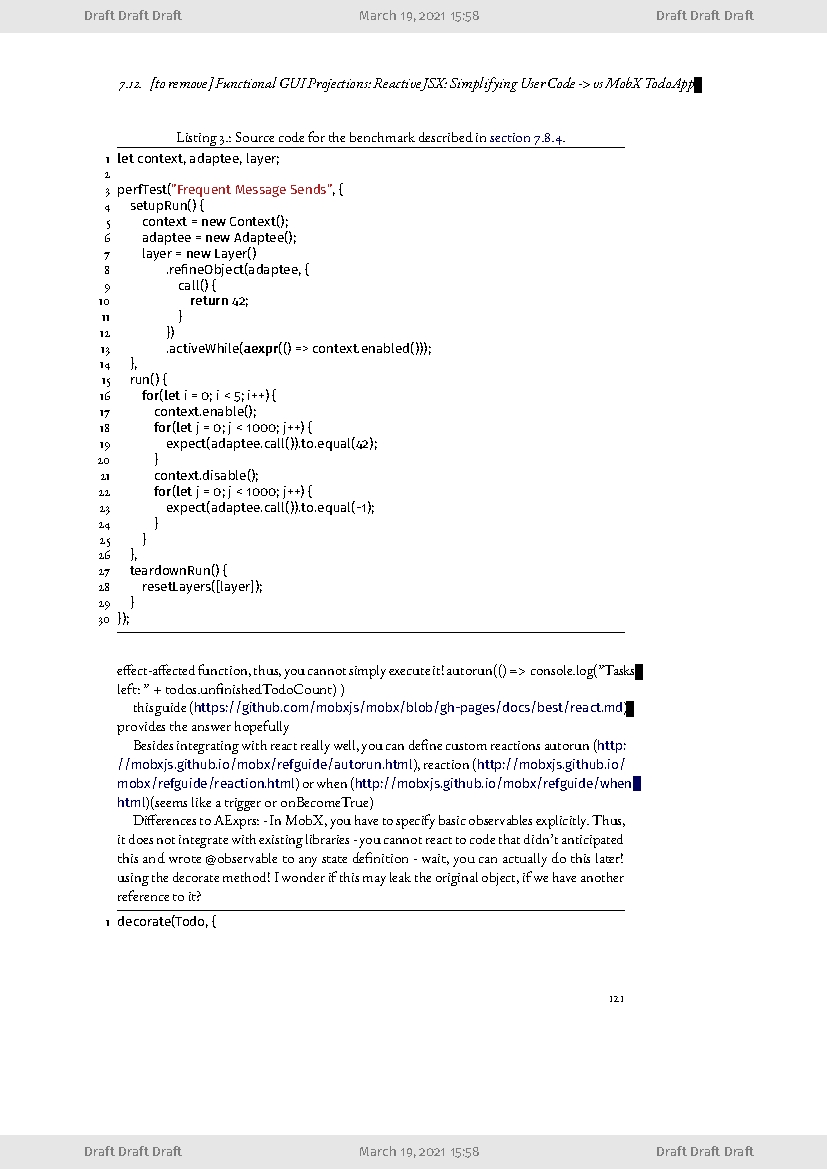 Draft Draft Draft March 19, 2021 15:58 Draft Draft Draft
7.12. [to remove] Functional GUI Projections: Reactive JSX: Simplifying User Code -> vs MobX TodoApp
Listing 3.: Source code for the benchmark described in section 7.8.4.
1 let context, adaptee, layer;
2
3 perfTest("Frequent Message Sends", {
4 setupRun() {
5 context = new Context();
6 adaptee = new Adaptee();
7 layer = new Layer()
8 .refineObject(adaptee, {
9 call() {
10 return 42;
11 }
12 })
13 .activeWhile(aexpr(() => context.enabled()));
14 },
15 run() {
16 for(let i = 0; i < 5; i++) {
17 context.enable();
18 for(let j = 0; j < 1000; j++) {
19 expect(adaptee.call()).to.equal(42);
20 }
21 context.disable();
22 for(let j = 0; j < 1000; j++) {
23 expect(adaptee.call()).to.equal(-1);
24 }
25 }
26 },
27 teardownRun() {
28 resetLayers([layer]);
29 }
30 });
effect-affected function, thus, you cannot simply execute it! autorun(() => console.log("Tasks
left: " + todos.unfinishedTodoCount) )
this guide (https://github.com/mobxjs/mobx/blob/gh-pages/docs/best/react.md)
provides the answer hopefully
Besides integrating with react really well, you can define custom reactions autorun (http:
//mobxjs.github.io/mobx/refguide/autorun.html), reaction (http://mobxjs.github.io/
mobx/refguide/reaction.html) or when (http://mobxjs.github.io/mobx/refguide/when
html)(seems like a trigger or onBecomeTrue)
Differences to AExprs: - In MobX, you have to specify basic observables explicitly. Thus,
it does not integrate with existing libraries - you cannot react to code that didn't anticipated
this and wrote @observable to any state definition - wait, you can actually do this later!
using the decorate method! I wonder if this may leak the original object, if we have another
reference to it?
1 decorate(Todo, {
121
Draft Draft Draft March 19, 2021 15:58 Draft Draft Draft